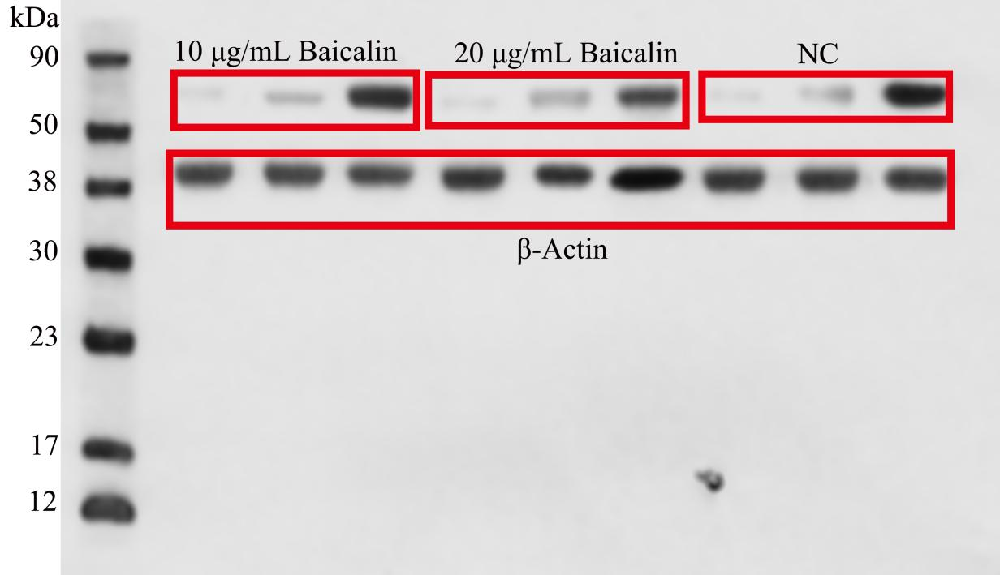 kDa
90
50
38
30
23
17
12
10 μg/mL Baicalin
20 μg/mL Baicalin
NC
β-Actin